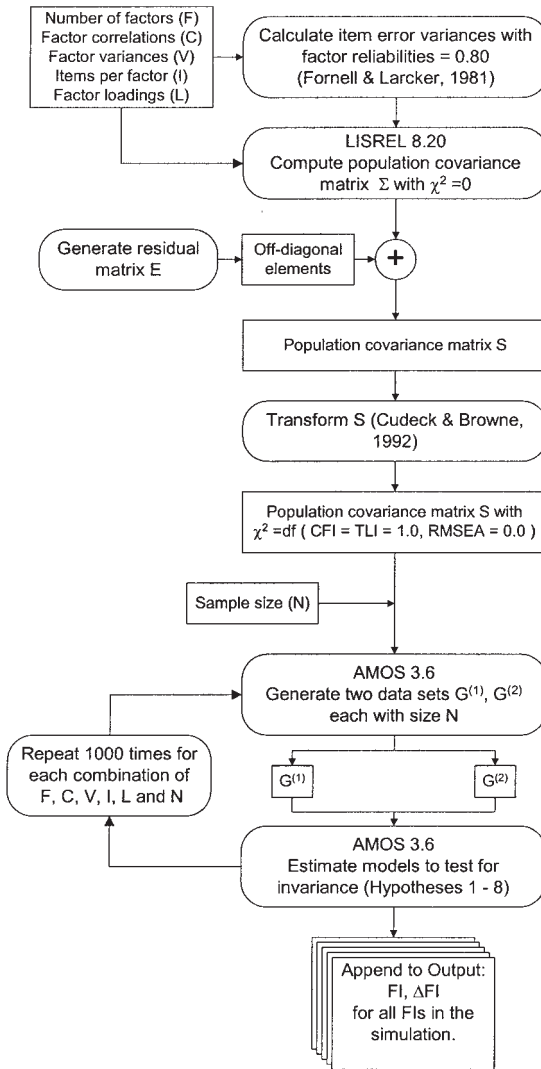 Number of factors (F)
Factor correlations (C)
Factor variances (V)
Items per factor (I)
Factor loadings (L)
Calculate item error variances with
factor reliabilities = 0.80
(Fornell & Larcker, 1981)
LISREL 8.20
Compute population covariance
matrix Σ with χ² =0
Generate residual
matrix E
Off-diagonal
elements
+
Population covariance matrix S
Transform S (Cudeck & Browne,
1992)
Population covariance matrix S with
χ² =df ( CFI = TLI = 1.0, RMSEA = 0.0 )
Sample size (N)
AMOS 3.6
Generate two data sets G⁽¹⁾, G⁽²⁾
each with size N
Repeat 1000 times for
each combination of
F, C, V, I, L and N
G⁽¹⁾
G⁽²⁾
AMOS 3.6
Estimate models to test for
invariance (Hypotheses 1 - 8)
Append to Output:
FI, ΔFI
for all FIs in the
simulation.